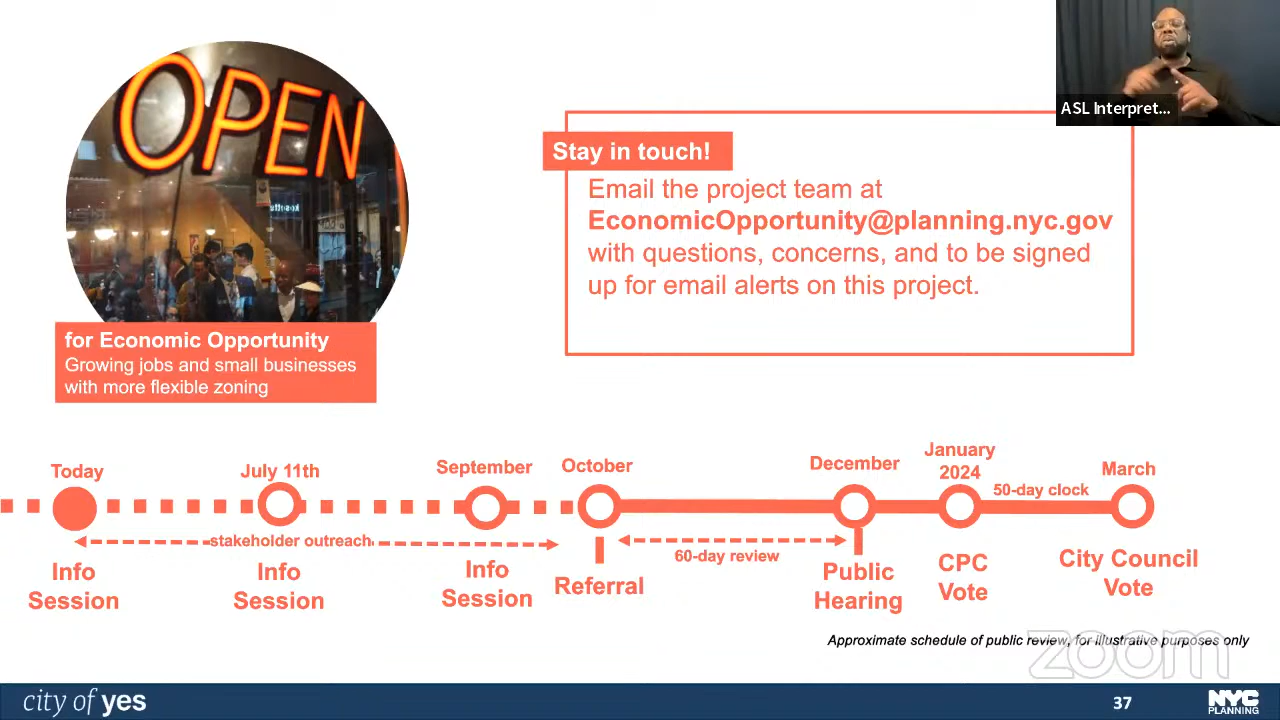 OPEN
ASL Interpret...
Stay in touch!
Email the project team at
EconomicOpportunity@planning.nyc.gov
with questions, concerns, and to be signed
up for email alerts on this project.
for Economic Opportunity
Growing jobs and small businesses
with more flexible zoning
Today
July 11th
September
October
December
January
2024
March
50-day clock
stakeholder outreach
60-day review
Info
Session
Info
Session
Info
Session
Referral
Public
Hearing
CPC
Vote
City Council
Vote
Approximate schedule of public review, for illustrative purposes only
zoom
city of yes
37
NYC
PLANNING